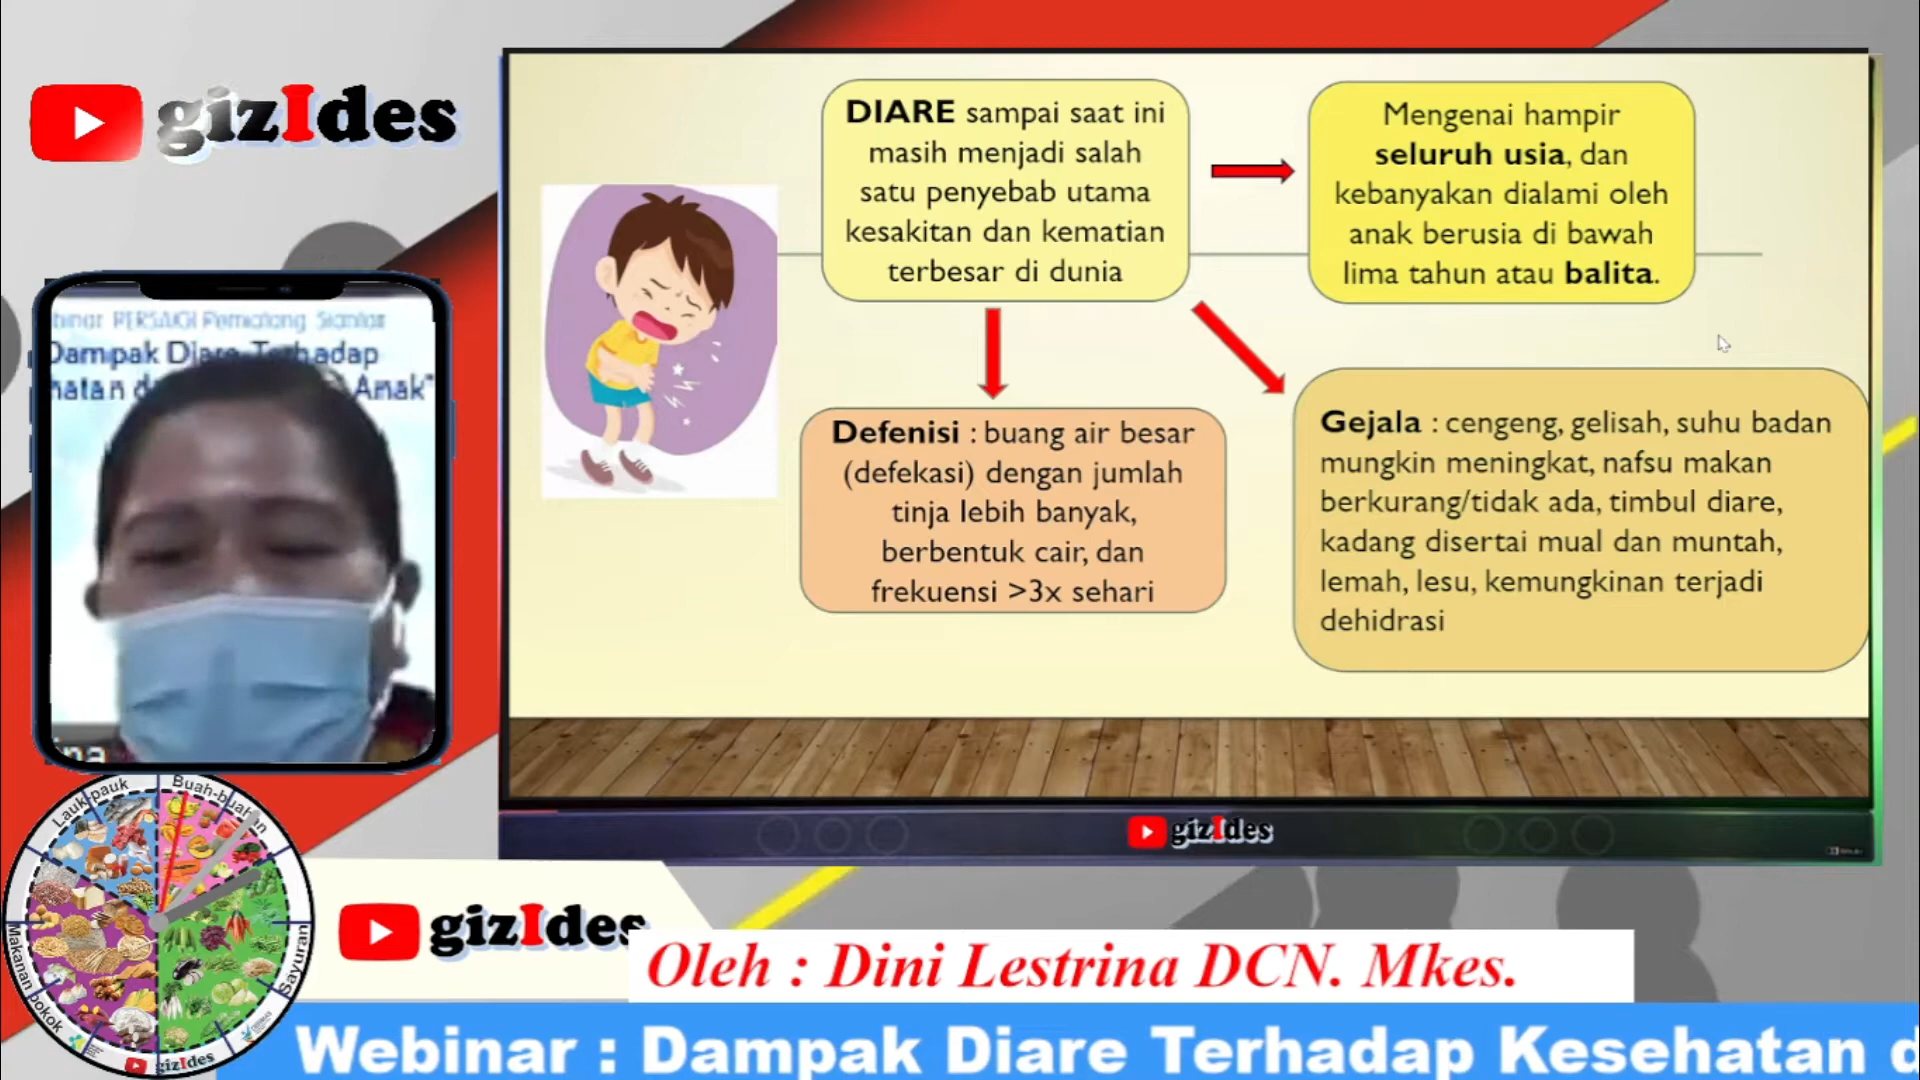 gizIdes
DIARE sampai saat ini
masih menjadi salah
satu penyebab utama
kesakitan dan kematian
terbesar di dunia
Mengenai hampir
seluruh usia, dan
kebanyakan dialami oleh
anak berusia di bawah
lima tahun atau balita.
Defenisi : buang air besar
(defekasi) dengan jumlah
tinja lebih banyak,
berbentuk cair, dan
frekuensi >3x sehari
Gejala : cengeng, gelisah, suhu badan
mungkin meningkat, nafsu makan
berkurang/tidak ada, timbul diare,
kadang disertai mual dan muntah,
lemah, lesu, kemungkinan terjadi
dehidrasi
Dampak Diare Terhadap
Anak"
gizIdes
Lauk-pauk
Buah-buahan
Makanan pokok
Sayuran
gizIdes
gizIdes
Oleh : Dini Lestrina DCN. Mkes.
Webinar : Dampak Diare Terhadap Kesehatan d